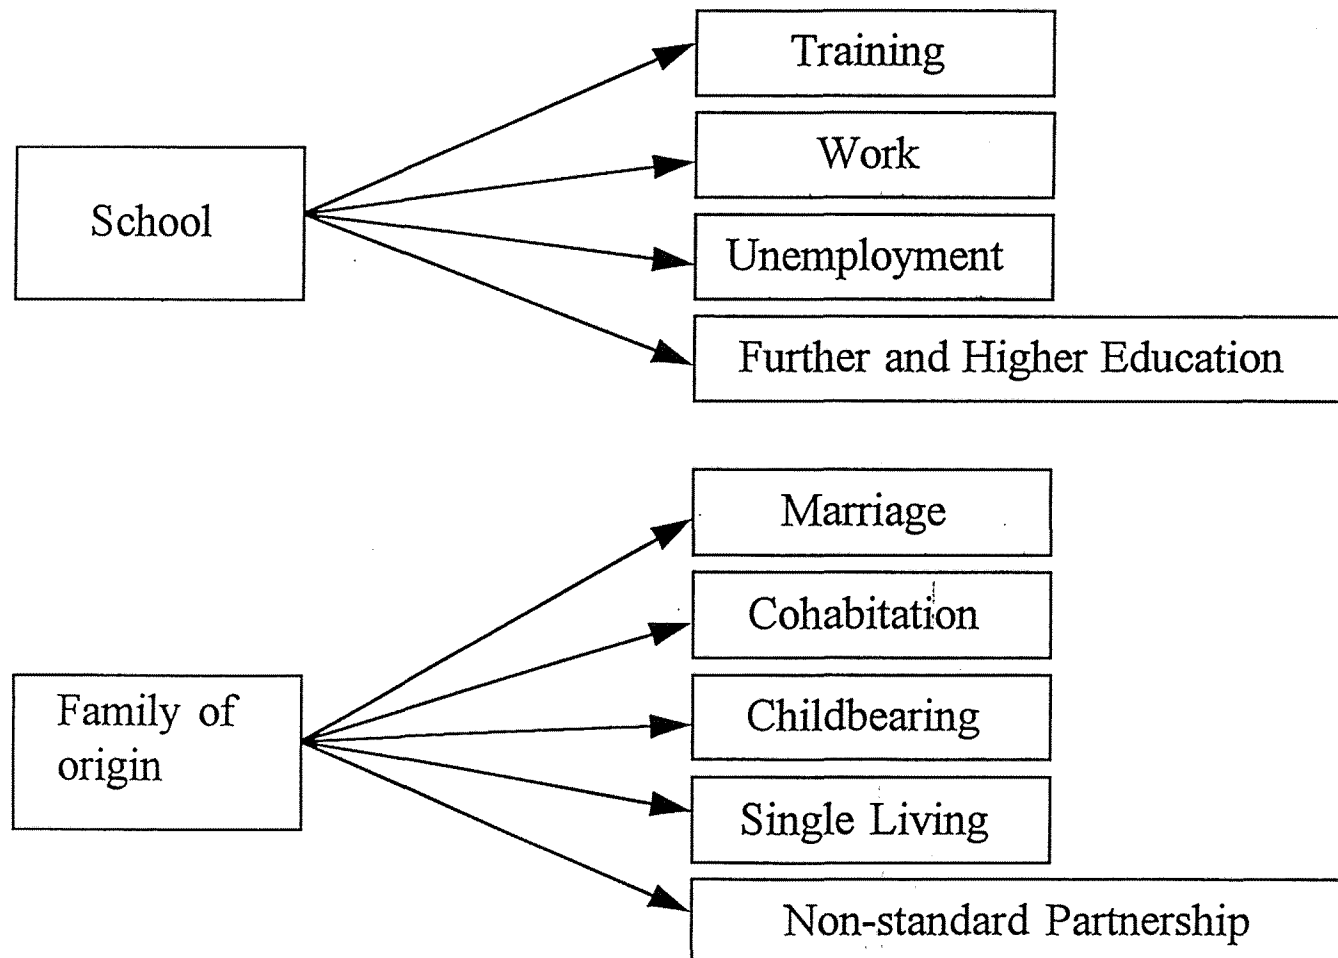 Training
Work
School
Unemployment
Further and Higher Education
Marriage
Cohabitation
Childbearing
Family of
origin
Single Living
Non-standard Partnership